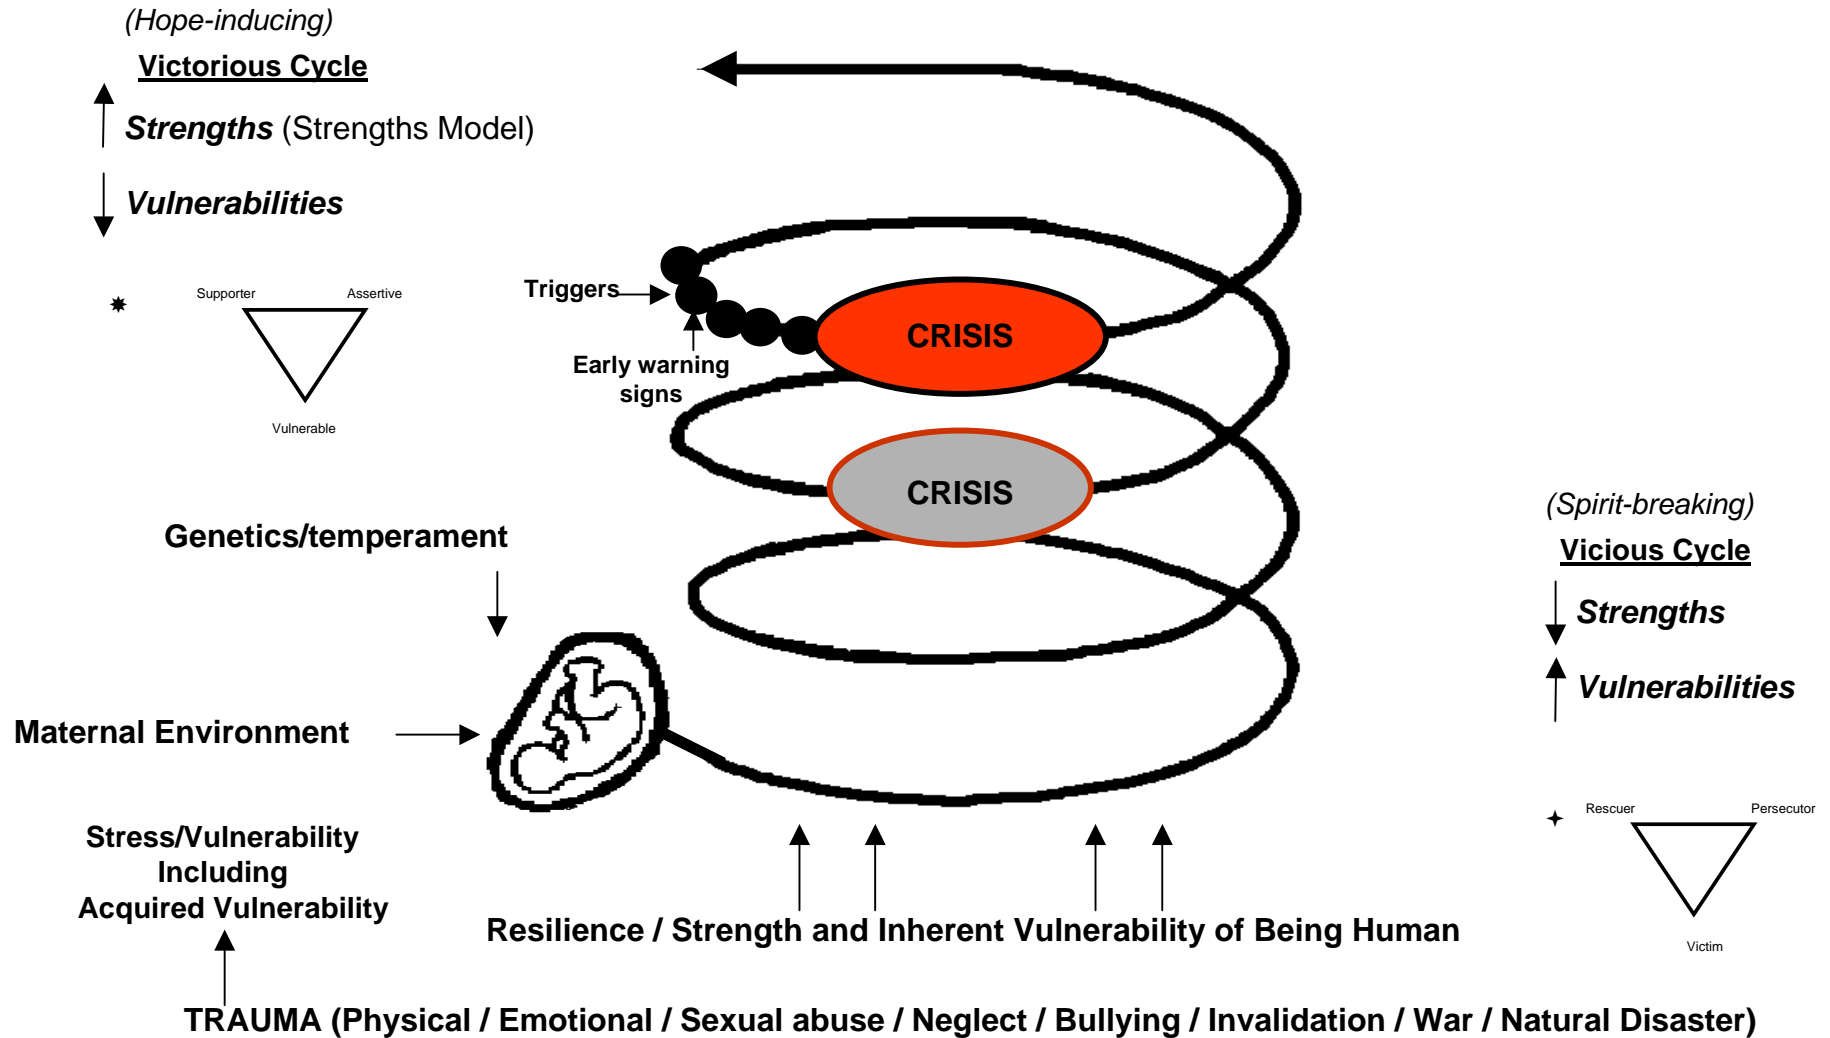 (Hope-inducing)
Victorious Cycle
Strengths (Strengths Model)
Vulnerabilities
Supporter
Assertive
Vulnerable
Triggers
Early warning
signs
CRISIS
CRISIS
Genetics/temperament
Maternal Environment
(Spirit-breaking)
Vicious Cycle
Strengths
Vulnerabilities
Rescuer
Persecutor
Victim
Stress/Vulnerability
Including
Acquired Vulnerability
Resilience / Strength and Inherent Vulnerability of Being Human
TRAUMA (Physical / Emotional / Sexual abuse / Neglect / Bullying / Invalidation / War / Natural Disaster)